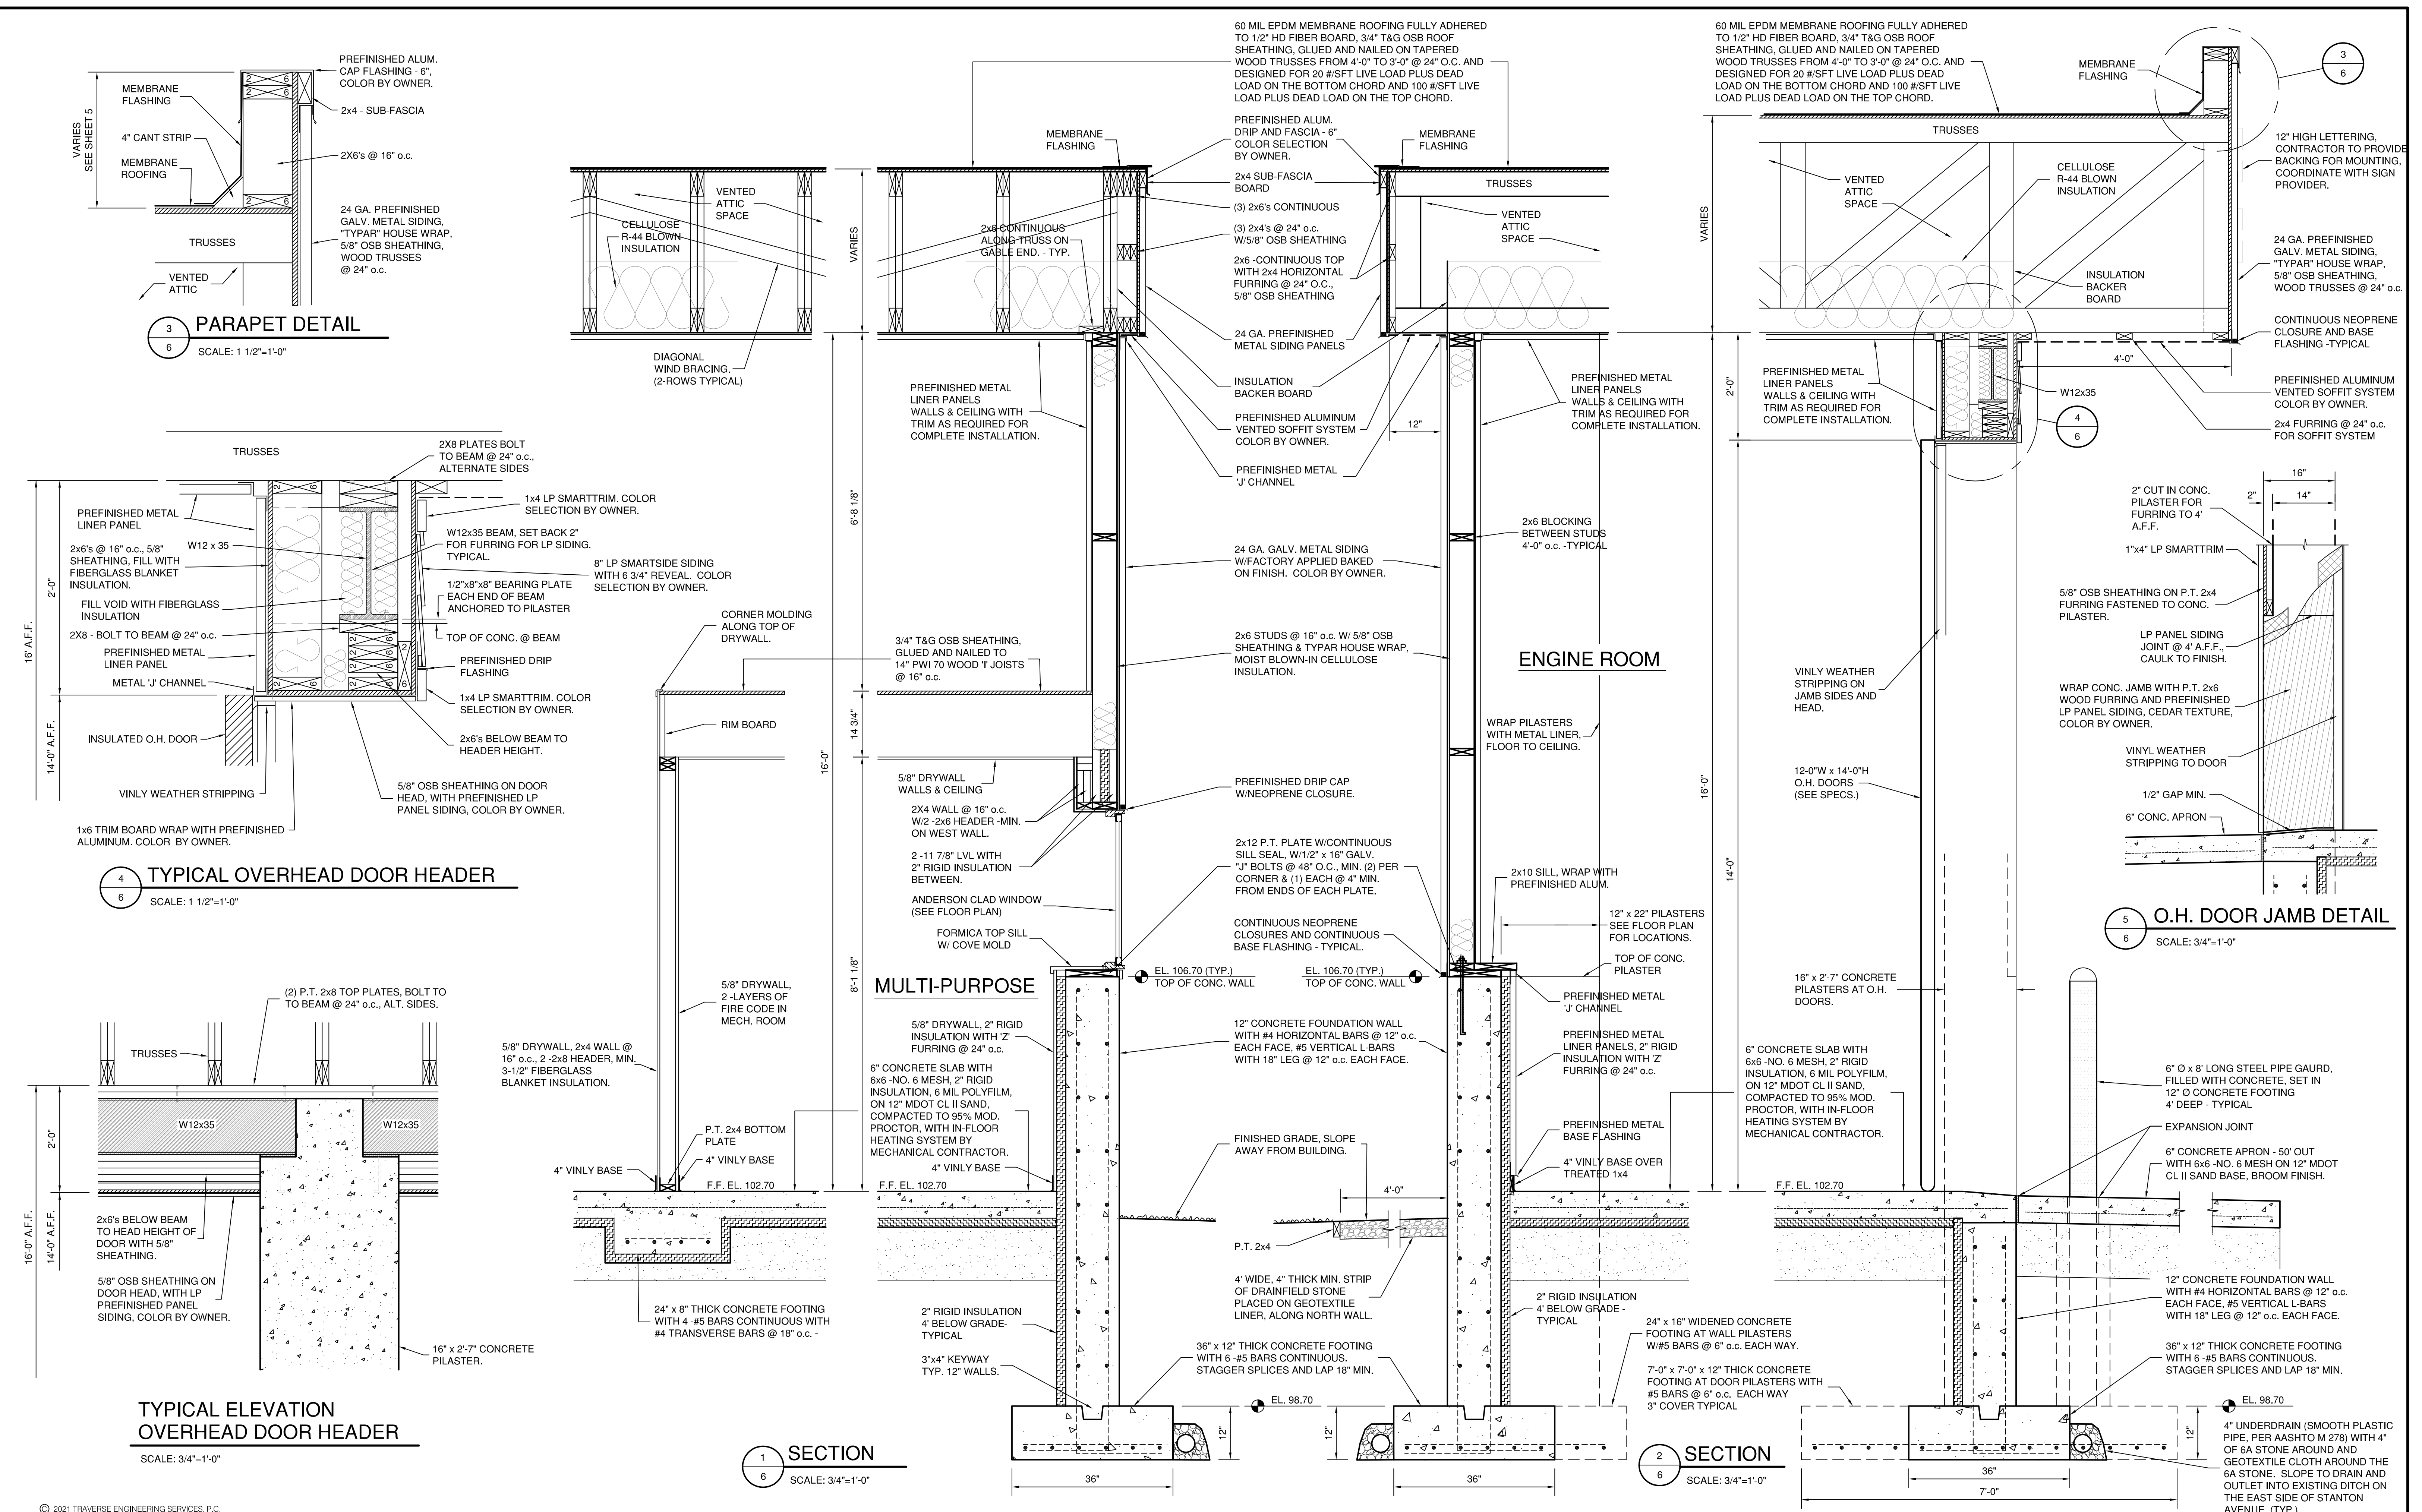 PREFINISHED ALUM.
CAP FLASHING - 6",
COLOR BY OWNER.
MEMBRANE
FLASHING
2x4 - SUB-FASCIA
VARIES
SEE SHEET 5
4" CANT STRIP
2X6's @ 16" o.c.
MEMBRANE
ROOFING
24 GA. PREFINISHED
GALV. METAL SIDING,
"TYPAR" HOUSE WRAP,
5/8" OSB SHEATHING,
WOOD TRUSSES
@ 24" o.c.
TRUSSES
VENTED
ATTIC
2 6
2 6
2 6
3
6
PARAPET DETAIL
SCALE: 1 1/2"=1'-0"
TRUSSES
2X8 PLATES BOLT
TO BEAM @ 24" o.c.,
ALTERNATE SIDES
1x4 LP SMARTTRIM. COLOR
SELECTION BY OWNER.
PREFINISHED METAL
LINER PANEL
W12x35 BEAM, SET BACK 2"
FOR FURRING FOR LP SIDING.
TYPICAL.
W12 x 35
2x6's @ 16" o.c., 5/8"
SHEATHING, FILL WITH
FIBERGLASS BLANKET
INSULATION.
8" LP SMARTSIDE SIDING
WITH 6 3/4" REVEAL. COLOR
SELECTION BY OWNER.
1/2"x8"x8" BEARING PLATE
EACH END OF BEAM
ANCHORED TO PILASTER
FILL VOID WITH FIBERGLASS
INSULATION
2X8 - BOLT TO BEAM @ 24" o.c.
TOP OF CONC. @ BEAM
PREFINISHED METAL
LINER PANEL
PREFINISHED DRIP
FLASHING
METAL 'J' CHANNEL
1x4 LP SMARTTRIM. COLOR
SELECTION BY OWNER.
INSULATED O.H. DOOR
2x6's BELOW BEAM TO
HEADER HEIGHT.
VINLY WEATHER STRIPPING
5/8" OSB SHEATHING ON DOOR
HEAD, WITH PREFINISHED LP
PANEL SIDING, COLOR BY OWNER.
1x6 TRIM BOARD WRAP WITH PREFINISHED
ALUMINUM. COLOR BY OWNER.
2 6
2 6
2 6
2 6
2 6
2 6
2 6
16' A.F.F.
2'-0"
14'-0" A.F.F.
4
6
TYPICAL OVERHEAD DOOR HEADER
SCALE: 1 1/2"=1'-0"
(2) P.T. 2x8 TOP PLATES, BOLT TO
TO BEAM @ 24" o.c., ALT. SIDES.
TRUSSES
W12x35
W12x35
2'-0"
16'-0" A.F.F.
14'-0" A.F.F.
2x6's BELOW BEAM
TO HEAD HEIGHT OF
DOOR WITH 5/8"
SHEATHING.
5/8" OSB SHEATHING ON
DOOR HEAD, WITH LP
PREFINISHED PANEL
SIDING, COLOR BY OWNER.
16" x 2'-7" CONCRETE
PILASTER.
TYPICAL ELEVATION
OVERHEAD DOOR HEADER
SCALE: 3/4"=1'-0"
© 2021 TRAVERSE ENGINEERING SERVICES, P.C.
60 MIL EPDM MEMBRANE ROOFING FULLY ADHERED
TO 1/2" HD FIBER BOARD, 3/4" T&G OSB ROOF
SHEATHING, GLUED AND NAILED ON TAPERED
WOOD TRUSSES FROM 4'-0" TO 3'-0" @ 24" O.C. AND
DESIGNED FOR 20 #/SFT LIVE LOAD PLUS DEAD
LOAD ON THE BOTTOM CHORD AND 100 #/SFT LIVE
LOAD PLUS DEAD LOAD ON THE TOP CHORD.
MEMBRANE
FLASHING
PREFINISHED ALUM.
DRIP AND FASCIA - 6"
COLOR SELECTION
BY OWNER.
MEMBRANE
FLASHING
2x4 SUB-FASCIA
BOARD
TRUSSES
VENTED
ATTIC
SPACE
(3) 2x6's CONTINUOUS
(3) 2x4's @ 24" o.c.
W/5/8" OSB SHEATHING
CELLULOSE
R-44 BLOWN
INSULATION
VARIES
2x6 CONTINUOUS
ALONG TRUSS ON
GABLE END. - TYP.
VENTED
ATTIC
SPACE
2x6 -CONTINUOUS TOP
WITH 2x4 HORIZONTAL
FURRING @ 24" O.C.,
5/8" OSB SHEATHING
24 GA. PREFINISHED
METAL SIDING PANELS
DIAGONAL
WIND BRACING.
(2-ROWS TYPICAL)
PREFINISHED METAL
LINER PANELS
WALLS & CEILING WITH
TRIM AS REQUIRED FOR
COMPLETE INSTALLATION.
INSULATION
BACKER BOARD
PREFINISHED ALUMINUM
VENTED SOFFIT SYSTEM
COLOR BY OWNER.
12"
PREFINISHED METAL
LINER PANELS
WALLS & CEILING WITH
TRIM AS REQUIRED FOR
COMPLETE INSTALLATION.
PREFINISHED METAL
'J' CHANNEL
6'-8 1/8"
2x6 BLOCKING
BETWEEN STUDS
4'-0" o.c. -TYPICAL
24 GA. GALV. METAL SIDING
W/FACTORY APPLIED BAKED
ON FINISH. COLOR BY OWNER.
CORNER MOLDING
ALONG TOP OF
DRYWALL.
3/4" T&G OSB SHEATHING,
GLUED AND NAILED TO
14" PWI 70 WOOD 'I' JOISTS
@ 16" o.c.
2x6 STUDS @ 16" o.c. W/ 5/8" OSB
SHEATHING & TYPAR HOUSE WRAP,
MOIST BLOWN-IN CELLULOSE
INSULATION.
ENGINE ROOM
RIM BOARD
14 3/4"
WRAP PILASTERS
WITH METAL LINER,
FLOOR TO CEILING.
16'-0"
5/8" DRYWALL
WALLS & CEILING
PREFINISHED DRIP CAP
W/NEOPRENE CLOSURE.
2X4 WALL @ 16" o.c.
W/2 -2x6 HEADER -MIN.
ON WEST WALL.
2 -11 7/8" LVL WITH
2" RIGID INSULATION
BETWEEN.
2x12 P.T. PLATE W/CONTINUOUS
SILL SEAL, W/1/2" x 16" GALV.
"J" BOLTS @ 48" O.C., MIN. (2) PER
CORNER & (1) EACH @ 4" MIN.
FROM ENDS OF EACH PLATE.
2x10 SILL, WRAP WITH
PREFINISHED ALUM.
ANDERSON CLAD WINDOW
(SEE FLOOR PLAN)
12" x 22" PILASTERS
SEE FLOOR PLAN
FOR LOCATIONS.
CONTINUOUS NEOPRENE
CLOSURES AND CONTINUOUS
BASE FLASHING - TYPICAL.
FORMICA TOP SILL
W/ COVE MOLD
8'-1 1/8"
TOP OF CONC.
PILASTER
MULTI-PURPOSE
EL. 106.70 (TYP.)
TOP OF CONC. WALL
EL. 106.70 (TYP.)
TOP OF CONC. WALL
5/8" DRYWALL,
2 -LAYERS OF
FIRE CODE IN
MECH. ROOM
PREFINISHED METAL
'J' CHANNEL
5/8" DRYWALL, 2" RIGID
INSULATION WITH 'Z'
FURRING @ 24" o.c.
12" CONCRETE FOUNDATION WALL
WITH #4 HORIZONTAL BARS @ 12" o.c.
EACH FACE, #5 VERTICAL L-BARS
WITH 18" LEG @ 12" o.c. EACH FACE.
PREFINISHED METAL
LINER PANELS, 2" RIGID
INSULATION WITH 'Z'
FURRING @ 24" o.c.
5/8" DRYWALL, 2x4 WALL @
16" o.c., 2 -2x8 HEADER, MIN.
3-1/2" FIBERGLASS
BLANKET INSULATION.
6" CONCRETE SLAB WITH
6x6 -NO. 6 MESH, 2" RIGID
INSULATION, 6 MIL POLYFILM,
ON 12" MDOT CL II SAND,
COMPACTED TO 95% MOD.
PROCTOR, WITH IN-FLOOR
HEATING SYSTEM BY
MECHANICAL CONTRACTOR.
P.T. 2x4 BOTTOM
PLATE
FINISHED GRADE, SLOPE
AWAY FROM BUILDING.
PREFINISHED METAL
BASE FLASHING
4" VINLY BASE
4" VINLY BASE
4" VINLY BASE
4" VINLY BASE OVER
TREATED 1x4
F.F. EL. 102.70
F.F. EL. 102.70
4'-0"
P.T. 2x4
4' WIDE, 4" THICK MIN. STRIP
OF DRAINFIELD STONE
PLACED ON GEOTEXTILE
LINER, ALONG NORTH WALL.
24" x 8" THICK CONCRETE FOOTING
WITH 4 -#5 BARS CONTINUOUS WITH
#4 TRANSVERSE BARS @ 18" o.c. -
2" RIGID INSULATION
4' BELOW GRADE-
TYPICAL
2" RIGID INSULATION
4' BELOW GRADE -
TYPICAL
3"x4" KEYWAY
TYP. 12" WALLS.
36" x 12" THICK CONCRETE FOOTING
WITH 6 -#5 BARS CONTINUOUS.
STAGGER SPLICES AND LAP 18" MIN.
24" x 16" WIDENED CONCRETE
FOOTING AT WALL PILASTERS
W/#5 BARS @ 6" o.c. EACH WAY.
7'-0" x 7'-0" x 12" THICK CONCRETE
FOOTING AT DOOR PILASTERS WITH
#5 BARS @ 6" o.c. EACH WAY
3" COVER TYPICAL
EL. 98.70
12"
12"
36"
36"
1
6
SECTION
SCALE: 3/4"=1'-0"
60 MIL EPDM MEMBRANE ROOFING FULLY ADHERED
TO 1/2" HD FIBER BOARD, 3/4" T&G OSB ROOF
SHEATHING, GLUED AND NAILED ON TAPERED
WOOD TRUSSES FROM 4'-0" TO 3'-0" @ 24" O.C. AND
DESIGNED FOR 20 #/SFT LIVE LOAD PLUS DEAD
LOAD ON THE BOTTOM CHORD AND 100 #/SFT LIVE
LOAD PLUS DEAD LOAD ON THE TOP CHORD.
MEMBRANE
FLASHING
3
6
TRUSSES
12" HIGH LETTERING,
CONTRACTOR TO PROVIDE
BACKING FOR MOUNTING,
COORDINATE WITH SIGN
PROVIDER.
VENTED
ATTIC
SPACE
CELLULOSE
R-44 BLOWN
INSULATION
VARIES
24 GA. PREFINISHED
GALV. METAL SIDING,
"TYPAR" HOUSE WRAP,
5/8" OSB SHEATHING,
WOOD TRUSSES @ 24" o.c.
INSULATION
BACKER
BOARD
CONTINUOUS NEOPRENE
CLOSURE AND BASE
FLASHING -TYPICAL
4'-0"
2'-0"
PREFINISHED METAL
LINER PANELS
WALLS & CEILING WITH
TRIM AS REQUIRED FOR
COMPLETE INSTALLATION.
W12x35
PREFINISHED ALUMINUM
VENTED SOFFIT SYSTEM
COLOR BY OWNER.
4
6
2x4 FURRING @ 24" o.c.
FOR SOFFIT SYSTEM
16"
2"
14"
2" CUT IN CONC.
PILASTER FOR
FURRING TO 4'
A.F.F.
1"x4" LP SMARTTRIM
5/8" OSB SHEATHING ON P.T. 2x4
FURRING FASTENED TO CONC.
PILASTER.
LP PANEL SIDING
JOINT @ 4' A.F.F.,
CAULK TO FINISH.
WRAP CONC. JAMB WITH P.T. 2x6
WOOD FURRING AND PREFINISHED
LP PANEL SIDING, CEDAR TEXTURE,
COLOR BY OWNER.
VINYL WEATHER
STRIPPING TO DOOR
1/2" GAP MIN.
6" CONC. APRON
5
6
O.H. DOOR JAMB DETAIL
SCALE: 3/4"=1'-0"
VINLY WEATHER
STRIPPING ON
JAMB SIDES AND
HEAD.
12-0"W x 14'-0"H
O.H. DOORS
(SEE SPECS.)
16'-0"
14'-0"
16" x 2'-7" CONCRETE
PILASTERS AT O.H.
DOORS.
6" CONCRETE SLAB WITH
6x6 -NO. 6 MESH, 2" RIGID
INSULATION, 6 MIL POLYFILM,
ON 12" MDOT CL II SAND,
COMPACTED TO 95% MOD.
PROCTOR, WITH IN-FLOOR
HEATING SYSTEM BY
MECHANICAL CONTRACTOR.
6" Ø x 8' LONG STEEL PIPE GAURD,
FILLED WITH CONCRETE, SET IN
12" Ø CONCRETE FOOTING
4' DEEP - TYPICAL
EXPANSION JOINT
6" CONCRETE APRON - 50' OUT
WITH 6x6 -NO. 6 MESH ON 12" MDOT
CL II SAND BASE, BROOM FINISH.
F.F. EL. 102.70
12" CONCRETE FOUNDATION WALL
WITH #4 HORIZONTAL BARS @ 12" o.c.
EACH FACE, #5 VERTICAL L-BARS
WITH 18" LEG @ 12" o.c. EACH FACE.
36" x 12" THICK CONCRETE FOOTING
WITH 6 -#5 BARS CONTINUOUS.
STAGGER SPLICES AND LAP 18" MIN.
EL. 98.70
12"
4" UNDERDRAIN (SMOOTH PLASTIC
PIPE, PER AASHTO M 278) WITH 4"
OF 6A STONE AROUND AND
GEOTEXTILE CLOTH AROUND THE
6A STONE. SLOPE TO DRAIN AND
OUTLET INTO EXISTING DITCH ON
THE EAST SIDE OF STANTON
AVENUE. (TYP.)
36"
7'-0"
2
6
SECTION
SCALE: 3/4"=1'-0"